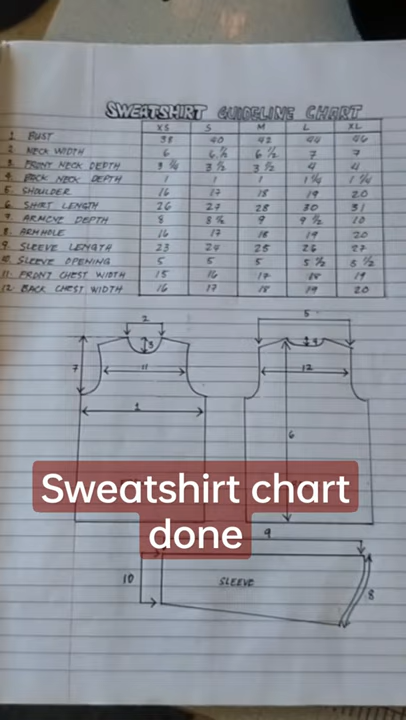 SWEATSHIRT GUIDELINE CHART
XS S M L XL
1 BUST 38 40 42 44 46
2 NECK WIDTH 6 6 ½ 6 ½ 7 7
3 FRONT NECK DEPTH 3 ¼ 3 ½ 3 ½ 4 4
4 BACK NECK DEPTH 1 1 1 1 ¼ 1 ¼
5 SHOULDER 16 17 18 19 20
6 SHIRT LENGTH 26 27 28 30 31
7 ARMHOLE DEPTH 8 8 ½ 9 9 ½ 10
8 ARMHOLE 16 17 18 19 20
9 SLEEVE LENGTH 23 24 25 26 27
10 SLEEVE OPENING 5 5 5 5 ½ 5 ½
11 FRONT CHEST WIDTH 15 16 17 18 19
12 BACK CHEST WIDTH 16 17 18 19 20
2 5
3 4
7 11 12
1
6
Sweatshirt chart
done
9
10 SLEEVE 8